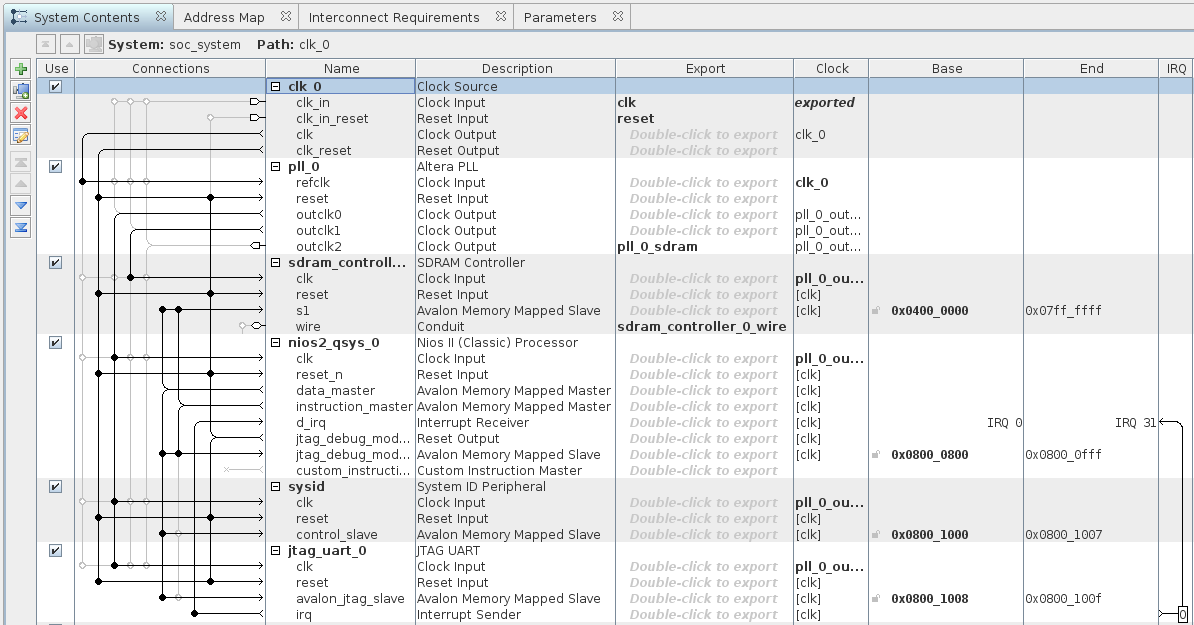 System Contents Address Map Interconnect Requirements Parameters
System: soc_system Path: clk_0
Use Connections Name Description Export Clock Base End IRQ
clk_0 Clock Source
clk_in Clock Input clk exported
clk_in_reset Reset Input reset
clk Clock Output Double-click to export clk_0
clk_reset Reset Output Double-click to export
pll_0 Altera PLL
refclk Clock Input Double-click to export clk_0
reset Reset Input Double-click to export
outclk0 Clock Output Double-click to export pll_0_out...
outclk1 Clock Output Double-click to export pll_0_out...
outclk2 Clock Output pll_0_sdram pll_0_out...
sdram_controll... SDRAM Controller
clk Clock Input Double-click to export pll_0_ou...
reset Reset Input Double-click to export [clk]
s1 Avalon Memory Mapped Slave Double-click to export [clk] 0x0400_0000 0x07ff_ffff
wire Conduit sdram_controller_0_wire
nios2_qsys_0 Nios II (Classic) Processor
clk Clock Input Double-click to export pll_0_ou...
reset_n Reset Input Double-click to export [clk]
data_master Avalon Memory Mapped Master Double-click to export [clk]
instruction_master Avalon Memory Mapped Master Double-click to export [clk]
d_irq Interrupt Receiver Double-click to export [clk] IRQ 0 IRQ 31
jtag_debug_mod... Reset Output Double-click to export [clk]
jtag_debug_mod... Avalon Memory Mapped Slave Double-click to export [clk] 0x0800_0800 0x0800_0fff
custom_instructi... Custom Instruction Master Double-click to export
sysid System ID Peripheral
clk Clock Input Double-click to export pll_0_ou...
reset Reset Input Double-click to export [clk]
control_slave Avalon Memory Mapped Slave Double-click to export [clk] 0x0800_1000 0x0800_1007
jtag_uart_0 JTAG UART
clk Clock Input Double-click to export pll_0_ou...
reset Reset Input Double-click to export [clk]
avalon_jtag_slave Avalon Memory Mapped Slave Double-click to export [clk] 0x0800_1008 0x0800_100f
irq Interrupt Sender Double-click to export [clk] 0